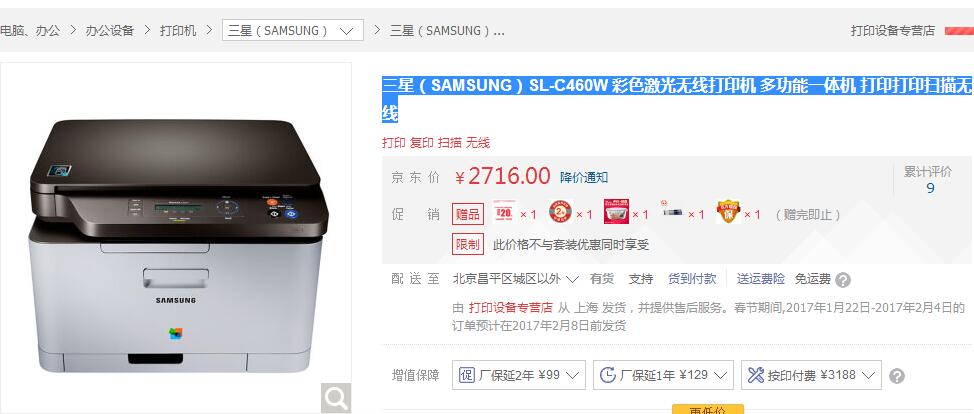 电脑、办公 > 办公设备 > 打印机 > 三星（SAMSUNG） > 三星（SAMSUNG）...
打印设备专营店
三星（SAMSUNG）SL-C460W 彩色激光无线打印机 多功能一体机 打印打印扫描无
线
打印 复印 扫描 无线
京东价 ￥2716.00 降价通知
累计评价
9
促销 赠品 ×1 ×1 ×1 ×1 ×1 （赠完即止）
限制 此价格不与套装优惠同时享受
配送至 北京昌平区城区以外 有货 支持 货到付款 送运费险 免运费 ?
由 打印设备专营店 从 上海 发货，并提供售后服务。春节期间,2017年1月22日-2017年2月4日的
订单预计在2017年2月8日前发货
增值保障 促 厂保延2年 ¥99 厂保延1年 ¥129 按印付费 ¥3188 ?
SAMSUNG
更低价